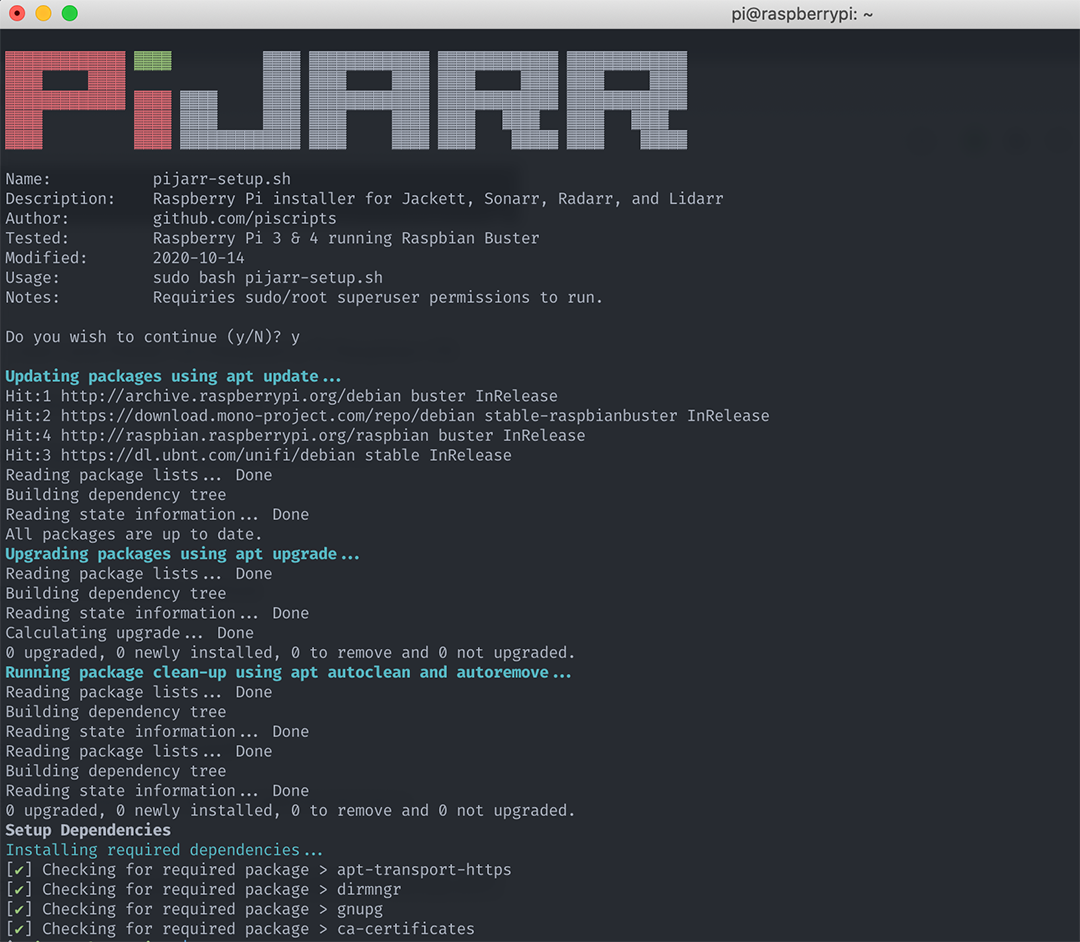 pi@raspberrypi: ~
PiJARR
Name: pijarr-setup.sh
Description: Raspberry Pi installer for Jackett, Sonarr, Radarr, and Lidarr
Author: github.com/piscripts
Tested: Raspberry Pi 3 & 4 running Raspbian Buster
Modified: 2020-10-14
Usage: sudo bash pijarr-setup.sh
Notes: Requiries sudo/root superuser permissions to run.
Do you wish to continue (y/N)? y
Updating packages using apt update...
Hit:1 http://archive.raspberrypi.org/debian buster InRelease
Hit:2 https://download.mono-project.com/repo/debian stable-raspbianbuster InRelease
Hit:4 http://raspbian.raspberrypi.org/raspbian buster InRelease
Hit:3 https://dl.ubnt.com/unifi/debian stable InRelease
Reading package lists... Done
Building dependency tree
Reading state information... Done
All packages are up to date.
Upgrading packages using apt upgrade...
Reading package lists... Done
Building dependency tree
Reading state information... Done
Calculating upgrade... Done
0 upgraded, 0 newly installed, 0 to remove and 0 not upgraded.
Running package clean-up using apt autoclean and autoremove...
Reading package lists... Done
Building dependency tree
Reading state information... Done
Reading package lists... Done
Building dependency tree
Reading state information... Done
0 upgraded, 0 newly installed, 0 to remove and 0 not upgraded.
Setup Dependencies
Installing required dependencies...
[✔] Checking for required package > apt-transport-https
[✔] Checking for required package > dirmngr
[✔] Checking for required package > gnupg
[✔] Checking for required package > ca-certificates